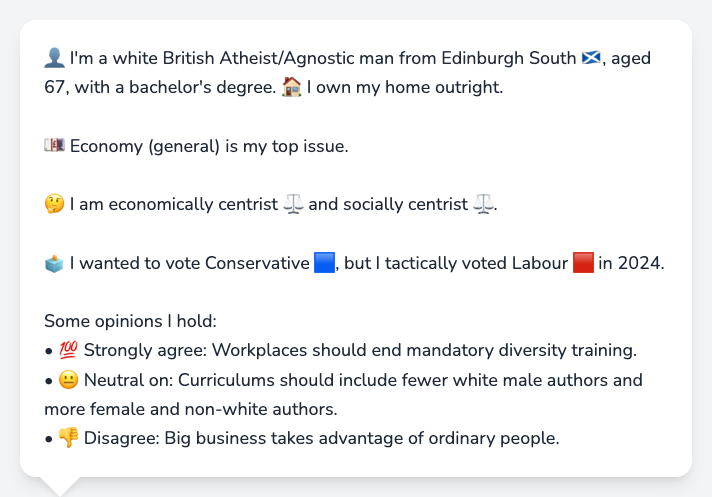 👤 I'm a white British Atheist/Agnostic man from Edinburgh South 🏴󠁧󠁢󠁳󠁣󠁴󠁿, aged
67, with a bachelor's degree. 🏠 I own my home outright.
💷 Economy (general) is my top issue.
🤔 I am economically centrist ⚖️ and socially centrist ⚖️.
🗳️ I wanted to vote Conservative 🟦, but I tactically voted Labour 🟥 in 2024.
Some opinions I hold:
• 💯 Strongly agree: Workplaces should end mandatory diversity training.
• 😐 Neutral on: Curriculums should include fewer white male authors and
more female and non-white authors.
• 👎 Disagree: Big business takes advantage of ordinary people.